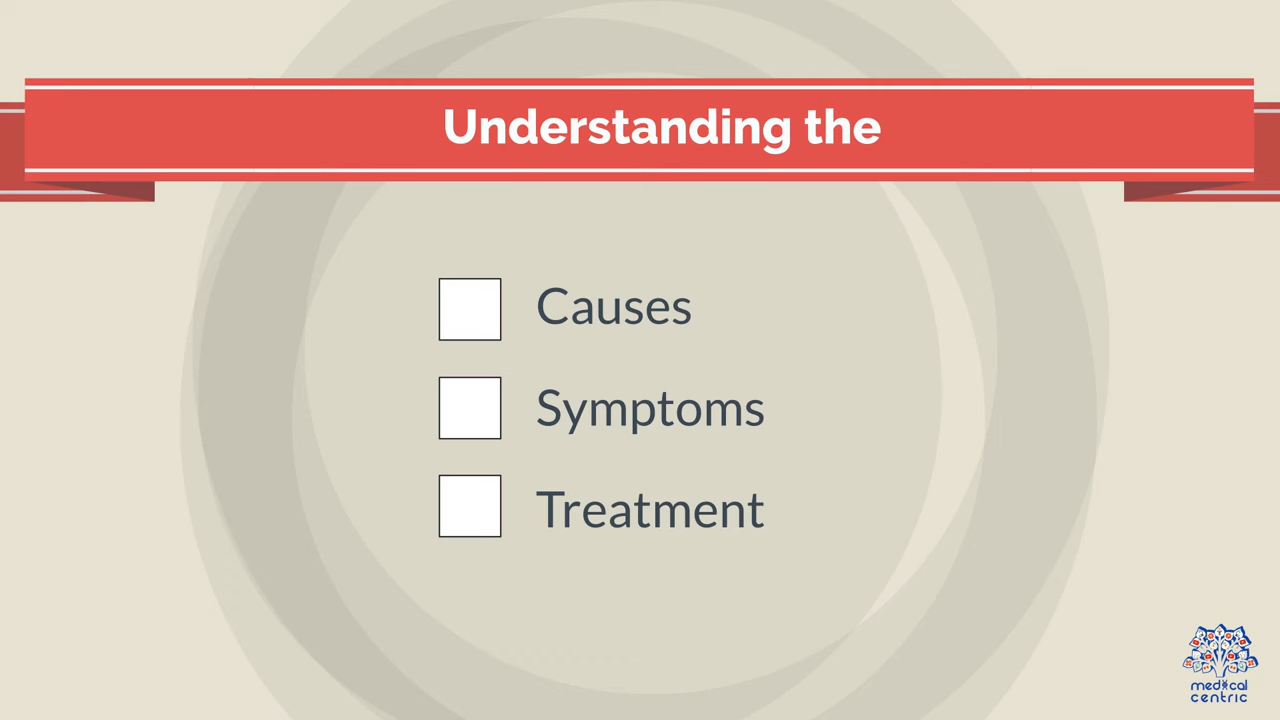 Understanding the
Causes
Symptoms
Treatment
medical
centric